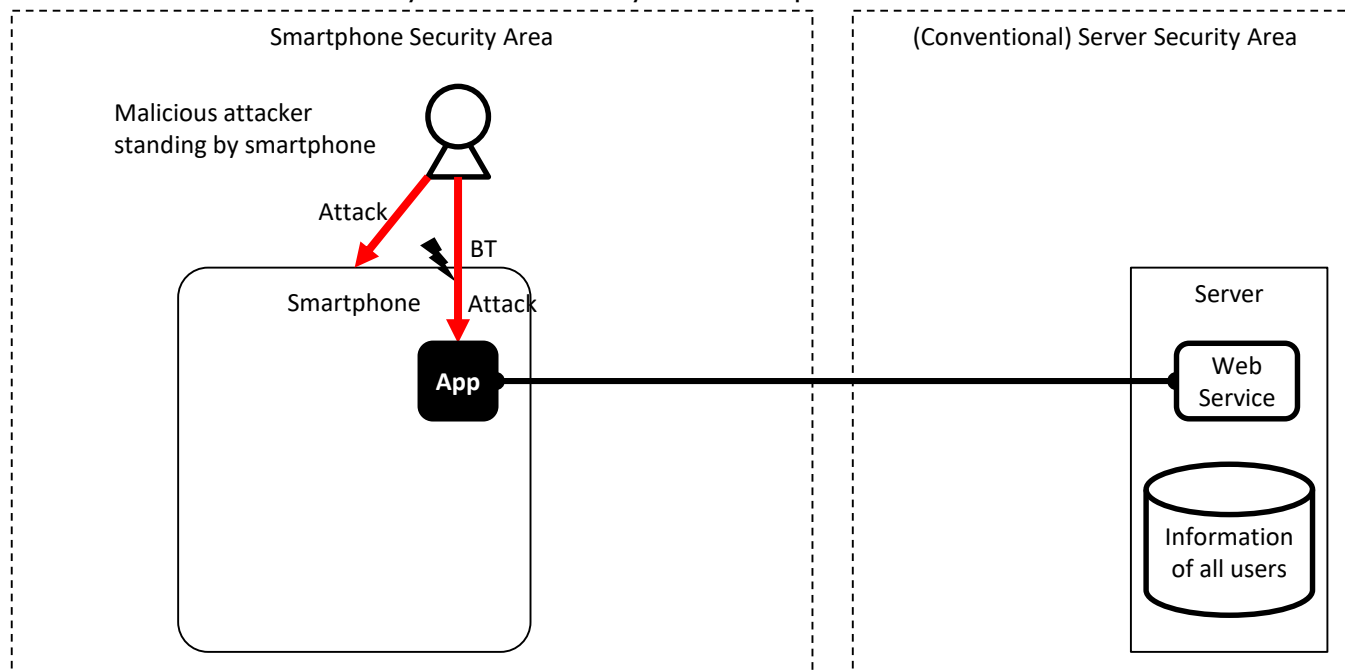 Smartphone Security Area
(Conventional) Server Security Area
Malicious attacker
standing by smartphone
Attack
BT
Smartphone
Attack
Server
App
Web
Service
Information
of all users